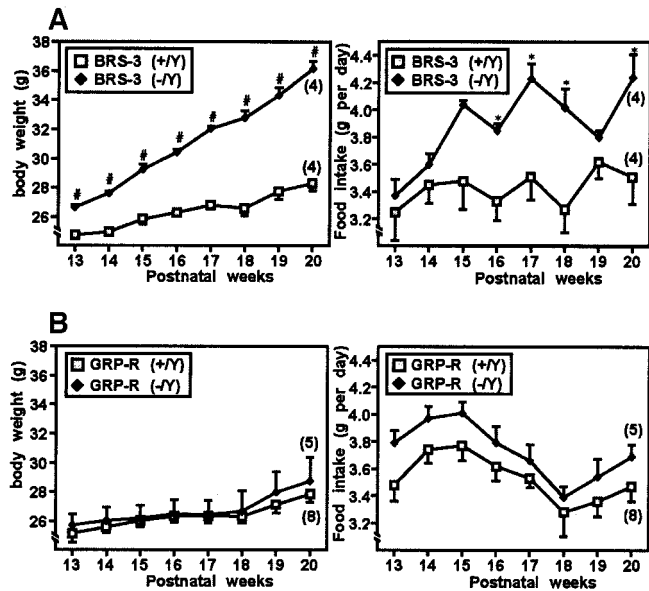 A
body weight (g)
38
36
34
32
30
28
26
BRS-3 (+/Y)
BRS-3 (-/Y)
# # # # # # # #
(4)
(4)
13 14 15 16 17 18 19 20
Postnatal weeks
Food intake (g per day)
4.4
4.2
4.0
3.8
3.6
3.4
3.2
BRS-3 (+/Y)
BRS-3 (-/Y)
* * * *
(4)
(4)
13 14 15 16 17 18 19 20
Postnatal weeks
B
body weight (g)
38
36
34
32
30
28
26
GRP-R (+/Y)
GRP-R (-/Y)
(5)
(8)
13 14 15 16 17 18 19 20
Postnatal weeks
Food intake (g per day)
4.4
4.2
4.0
3.8
3.6
3.4
3.2
GRP-R (+/Y)
GRP-R (-/Y)
(5)
(8)
13 14 15 16 17 18 19 20
Postnatal weeks